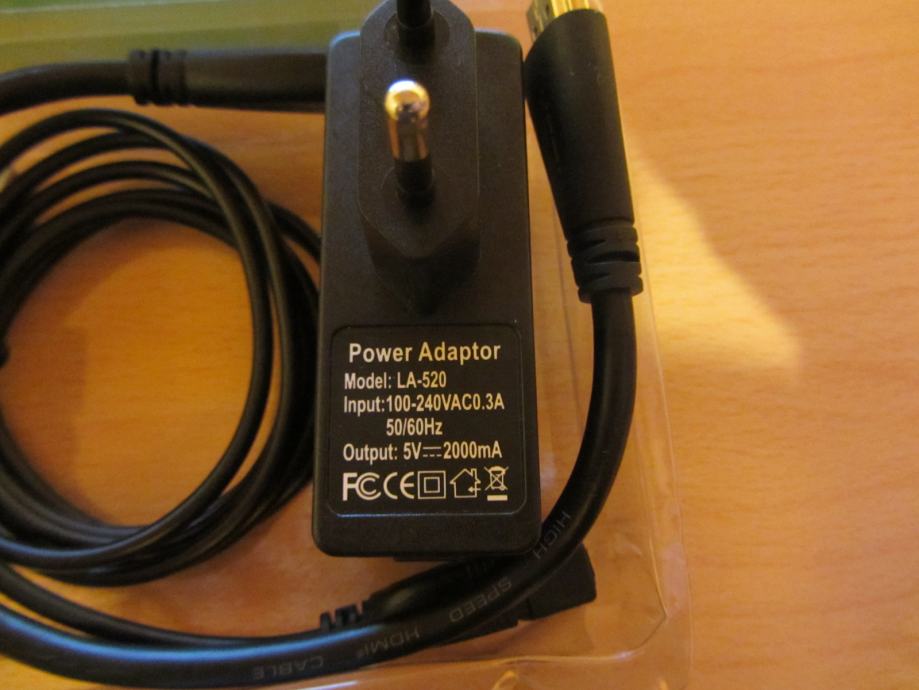 Power Adaptor
Model: LA-520
Input:100-240VAC0.3A
50/60Hz
Output: 5V⎓2000mA
FC CE
HIGH SPEED HDMI® CABLE